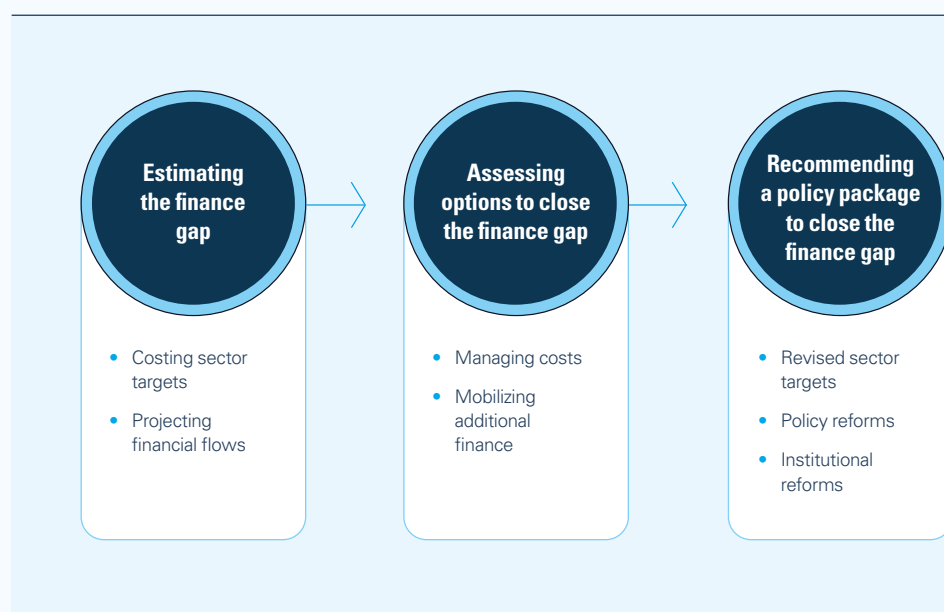 Estimating
the finance
gap
• Costing sector
targets
• Projecting
financial flows
Assessing
options to close
the finance gap
• Managing costs
• Mobilizing
additional
finance
Recommending
a policy package
to close the
finance gap
• Revised sector
targets
• Policy reforms
• Institutional
reforms